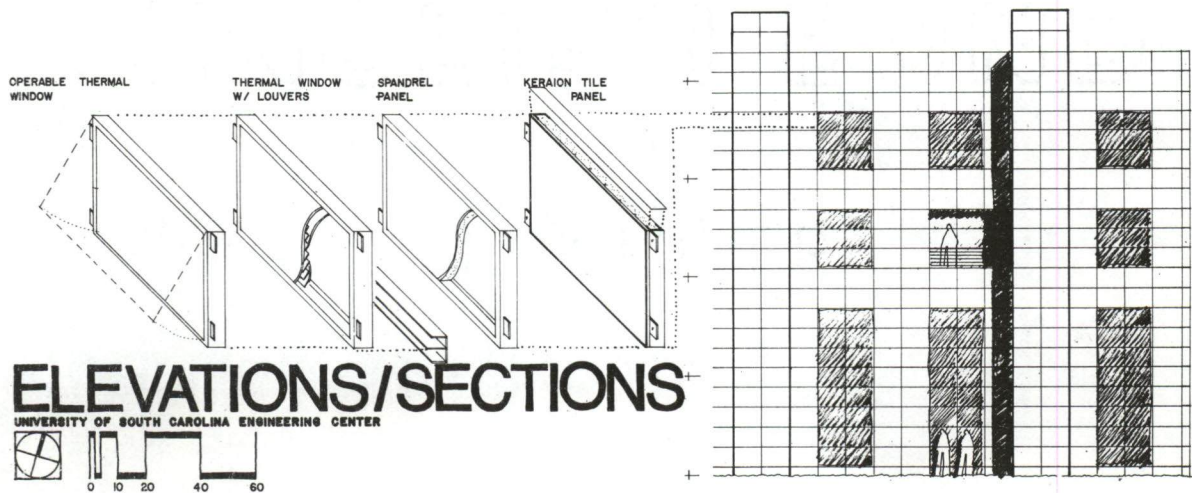 OPERABLE THERMAL
WINDOW
THERMAL WINDOW
W/ LOUVERS
SPANDREL
PANEL
KERAION TILE
PANEL
ELEVATIONS/SECTIONS
UNIVERSITY OF SOUTH CAROLINA ENGINEERING CENTER
0 10 20 40 60